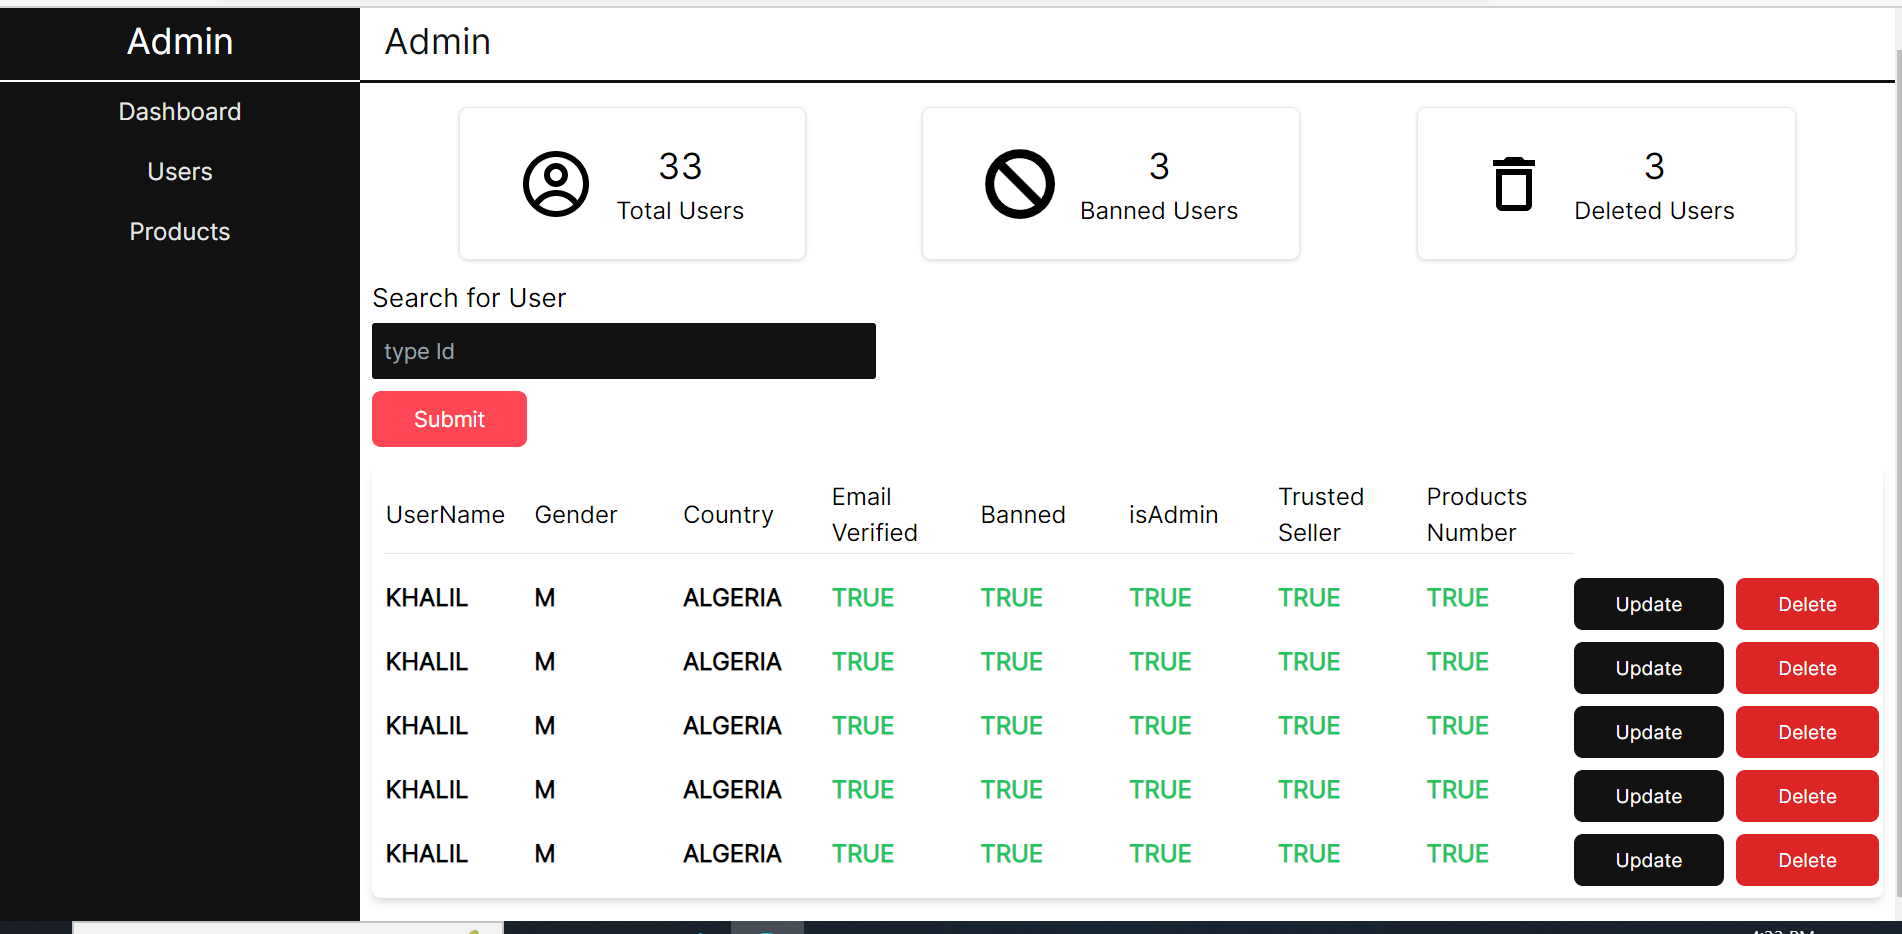 Admin
Admin
Dashboard
Users
Products
33
Total Users
3
Banned Users
3
Deleted Users
Search for User
type Id
Submit
UserName Gender Country Email Verified Banned isAdmin Trusted Seller Products Number
KHALIL M ALGERIA TRUE TRUE TRUE TRUE TRUE Update Delete
KHALIL M ALGERIA TRUE TRUE TRUE TRUE TRUE Update Delete
KHALIL M ALGERIA TRUE TRUE TRUE TRUE TRUE Update Delete
KHALIL M ALGERIA TRUE TRUE TRUE TRUE TRUE Update Delete
KHALIL M ALGERIA TRUE TRUE TRUE TRUE TRUE Update Delete